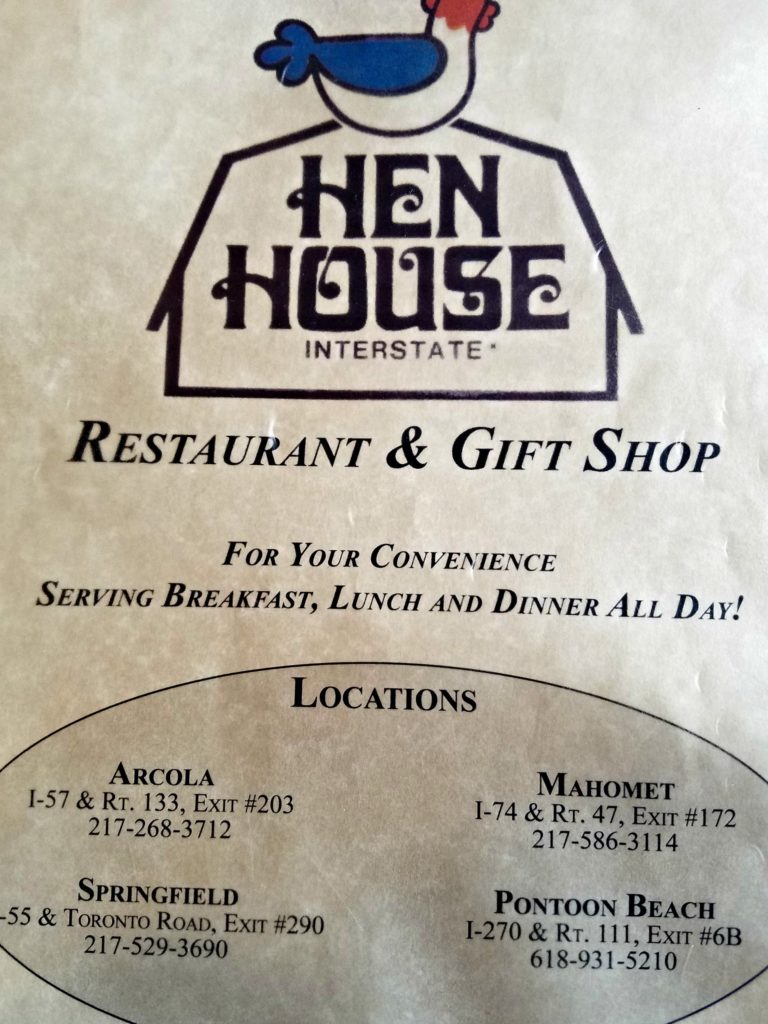 HEN
HOUSE
INTERSTATE
RESTAURANT & GIFT SHOP
FOR YOUR CONVENIENCE
SERVING BREAKFAST, LUNCH AND DINNER ALL DAY!
LOCATIONS
ARCOLA
I-57 & RT. 133, EXIT #203
217-268-3712
MAHOMET
I-74 & RT. 47, EXIT #172
217-586-3114
SPRINGFIELD
-55 & TORONTO ROAD, EXIT #290
217-529-3690
PONTOON BEACH
I-270 & RT. 111, EXIT #6B
618-931-5210